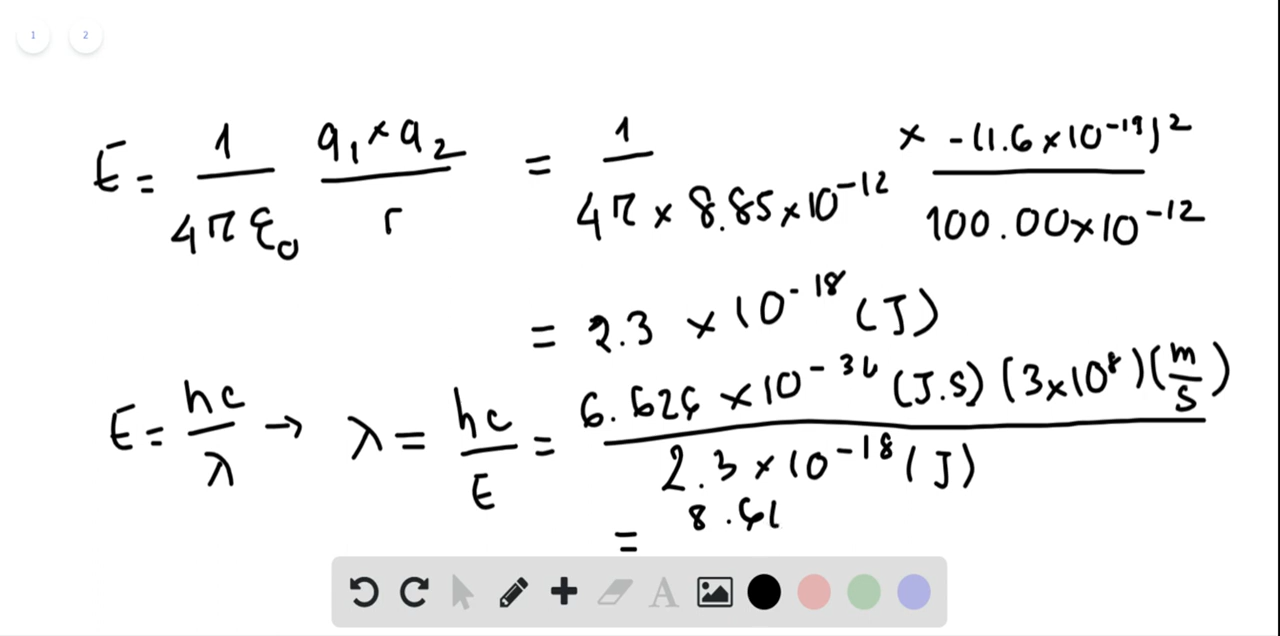 1 2
E = 1/(4πε₀) (q₁×q₂)/r = 1/(4π × 8.85×10⁻¹²) × -(1.6×10⁻¹⁹)²/(100.00×10⁻¹²)
= 2.3 × 10⁻¹⁸ (J)
E = hc/λ → λ = hc/E = 6.626 × 10⁻³⁴ (J.S) (3×10⁸)(m/s)/(2.3 × 10⁻¹⁸ (J))
= 8.6
A